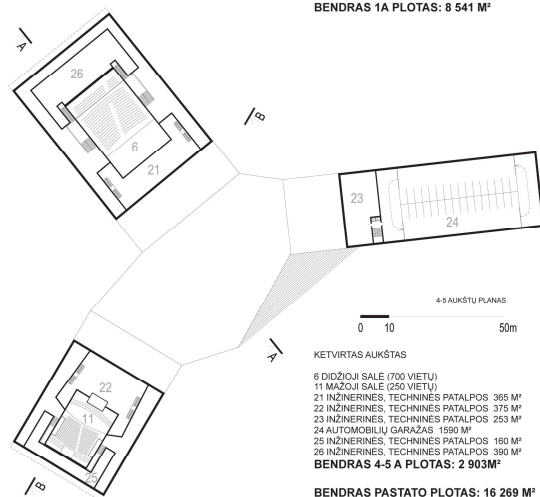 BENDRAS 1A PLOTAS: 8 541 M²
A
26
B
6
21
23
24
4-5 AUKŠTŲ PLANAS
0 10 50m
A
KETVIRTAS AUKŠTAS
22
6 DIDŽIOJI SALĖ (700 VIETŲ)
11 MAŽOJI SALĖ (250 VIETŲ)
21 INŽINERINĖS, TECHNINĖS PATALPOS 365 M²
22 INŽINERINĖS, TECHNINĖS PATALPOS 375 M²
23 INŽINERINĖS, TECHNINĖS PATALPOS 253 M²
24 AUTOMOBILIŲ GARAŽAS 1590 M²
25 INŽINERINĖS, TECHNINĖS PATALPOS 160 M²
26 INŽINERINĖS, TECHNINĖS PATALPOS 390 M²
BENDRAS 4-5 A PLOTAS: 2 903M²
11
25
B
BENDRAS PASTATO PLOTAS: 16 269 M²